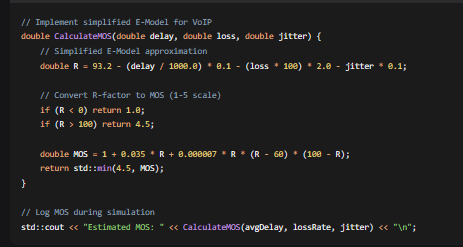 // Implement simplified E-Model for VoIP
double CalculateMOS(double delay, double loss, double jitter) {
    // Simplified E-Model approximation
    double R = 93.2 - (delay / 1000.0) * 0.1 - (loss * 100) * 2.0 - jitter * 0.1;

    // Convert R-factor to MOS (1-5 scale)
    if (R < 0) return 1.0;
    if (R > 100) return 4.5;

    double MOS = 1 + 0.035 * R + 0.000007 * R * (R - 60) * (100 - R);
    return std::min(4.5, MOS);
}

// Log MOS during simulation
std::cout << "Estimated MOS: " << CalculateMOS(avgDelay, lossRate, jitter) << "\n";